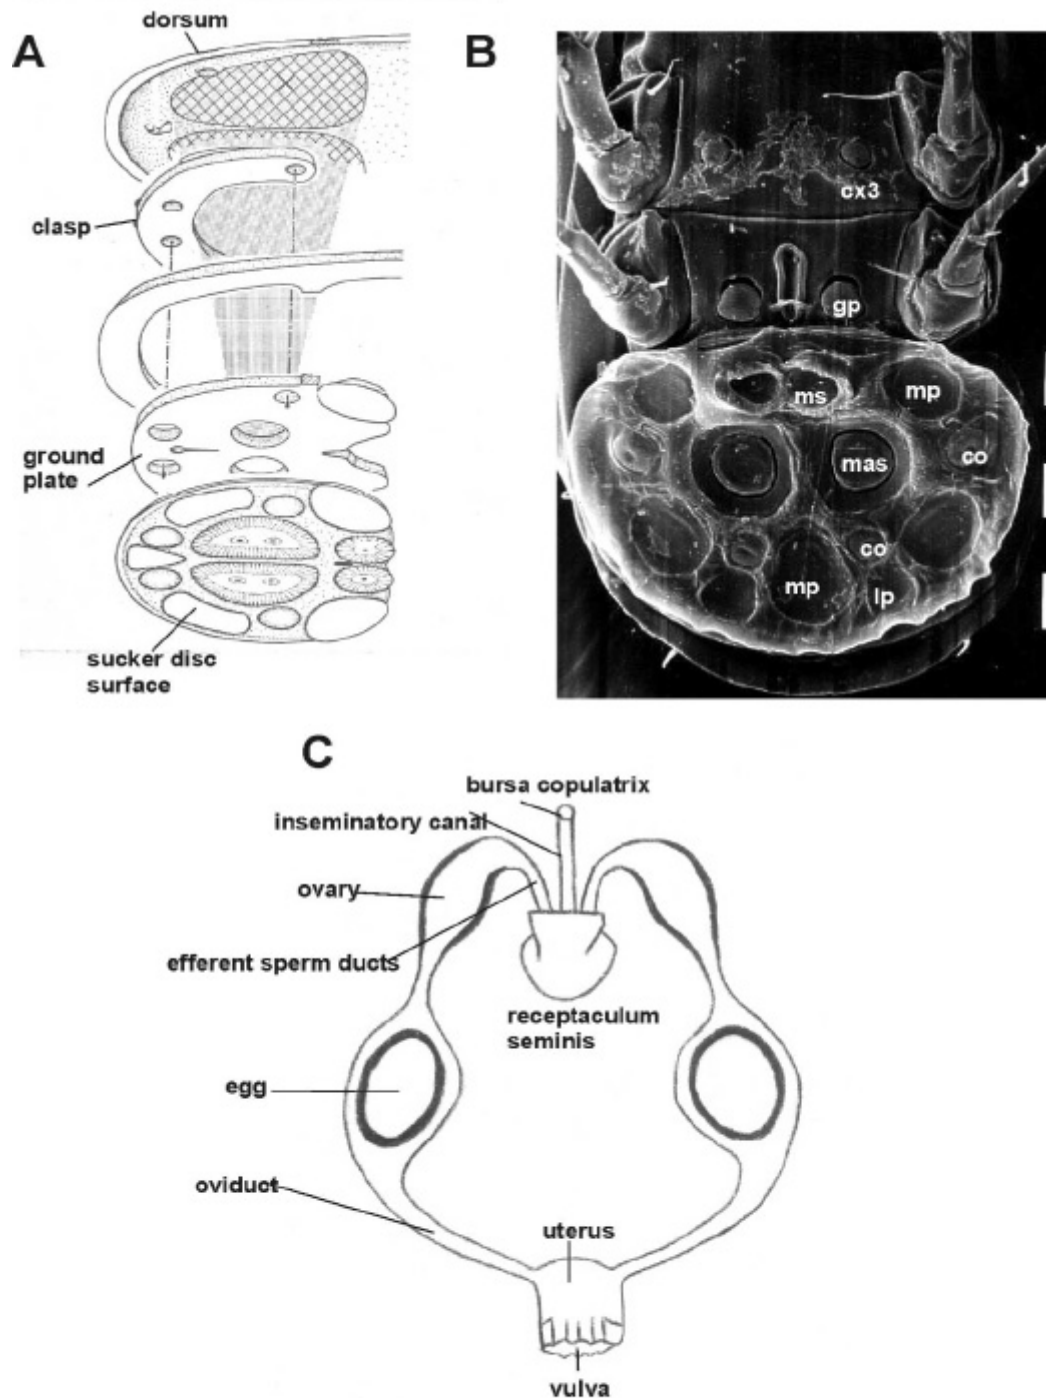 A
dorsum
clasp
ground
plate
sucker disc
surface
B
cx3
gp
ms
mp
mas
co
co
mp
lp
C
bursa copulatrix
inseminatory canal
ovary
efferent sperm ducts
receptaculum
seminis
egg
oviduct
uterus
vulva